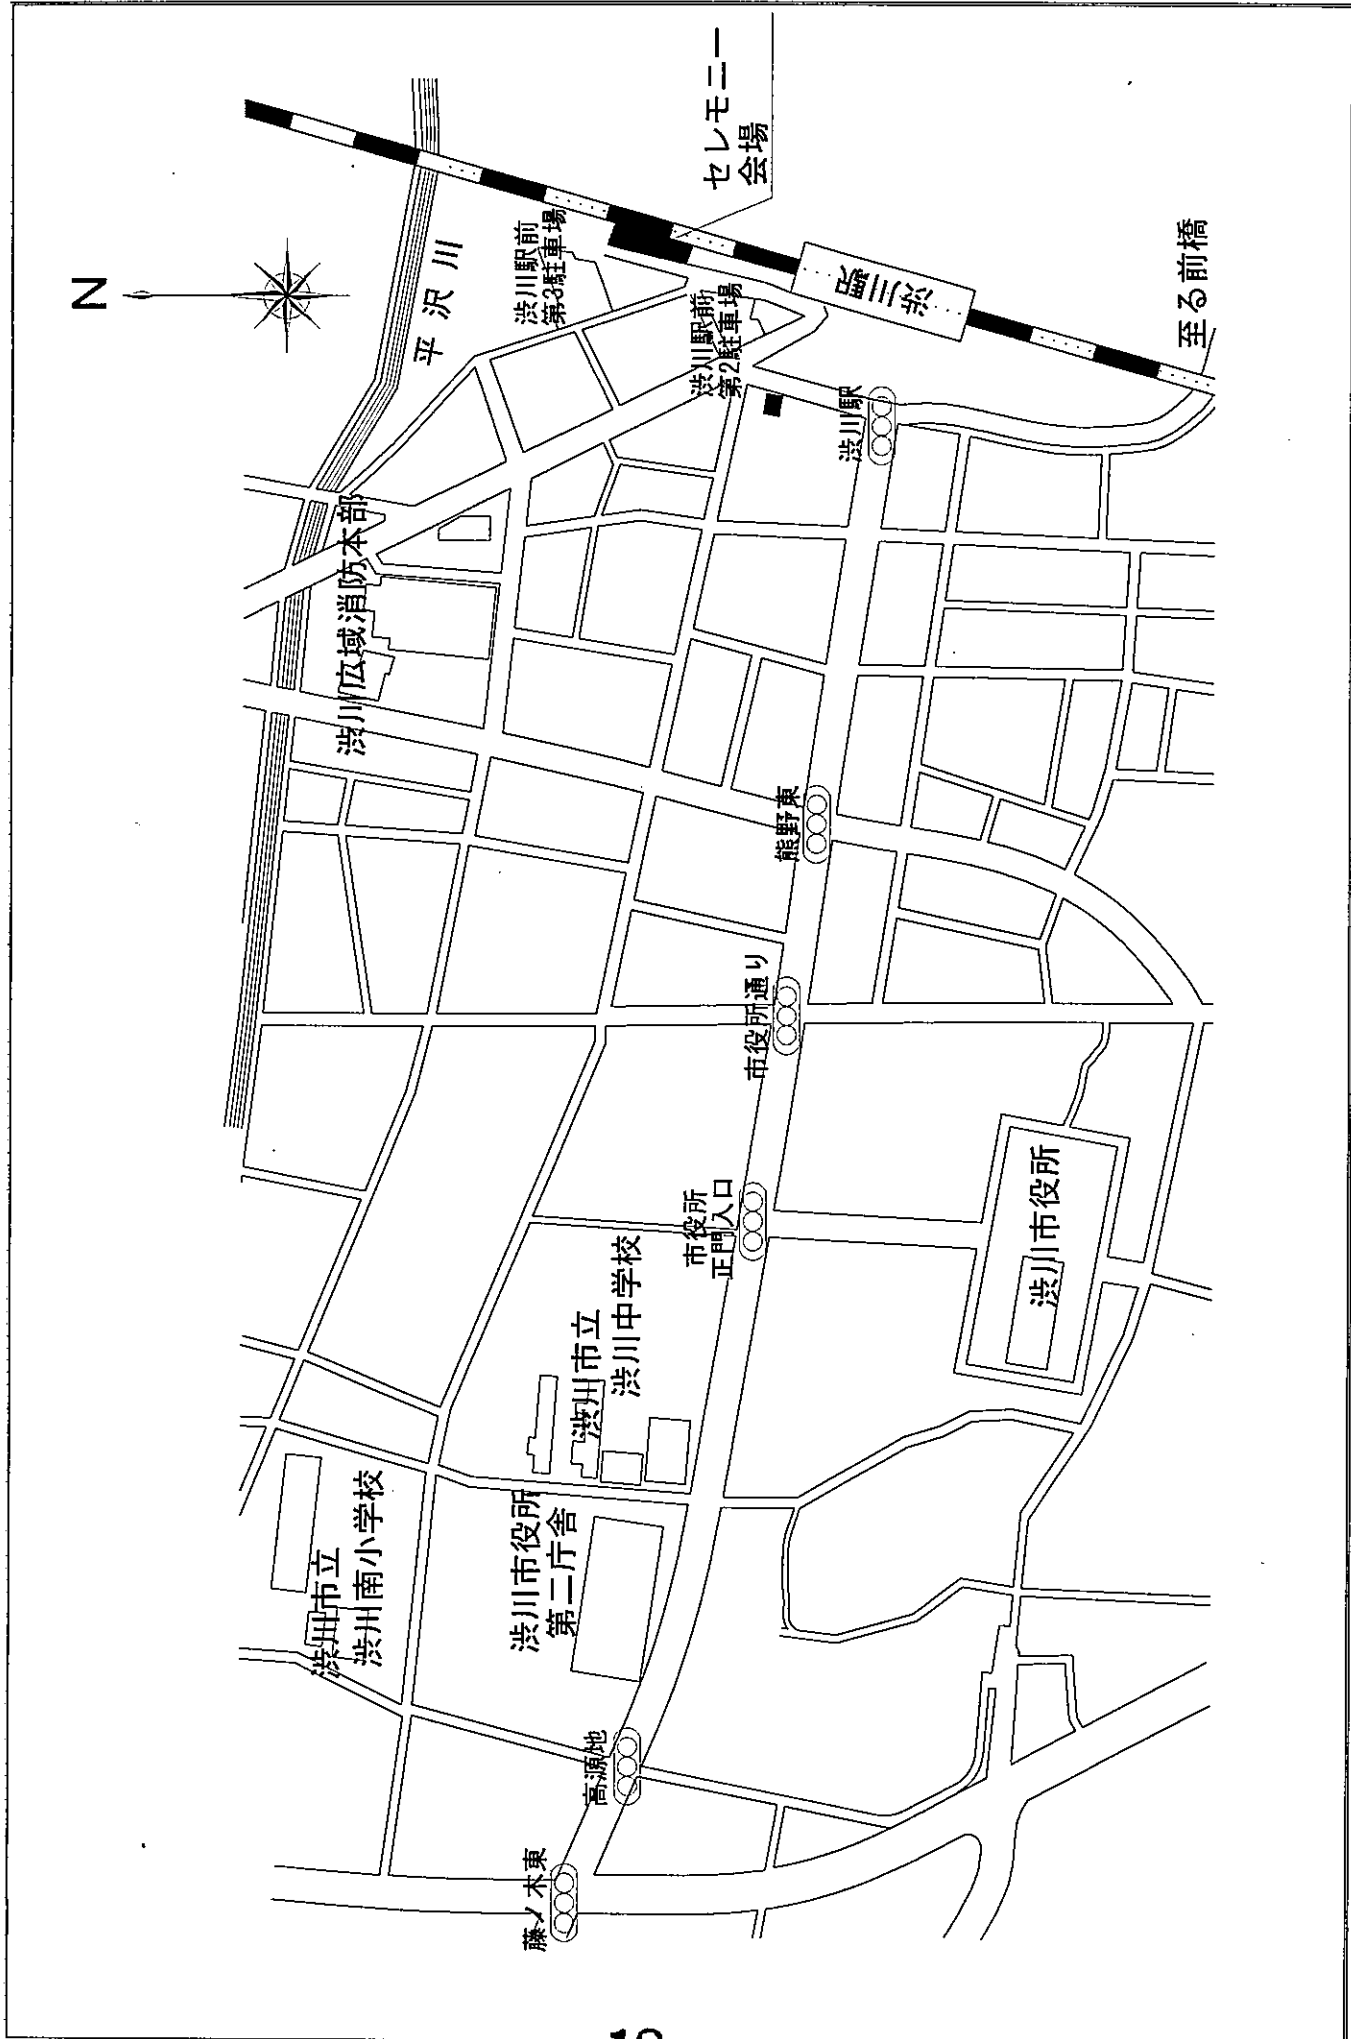 N
平沢川
渋川駅前
第3駐車場
セレモニー
会場
渋川駅前
第2駐車場
渋川駅
渋川駅
至る前橋
渋川広域消防本部
熊野東
市役所通り
市役所
正門入口
渋川市役所
渋川市立
渋川中学校
渋川市役所
第二庁舎
渋川市立
渋川南小学校
高源地
藤ノ木東